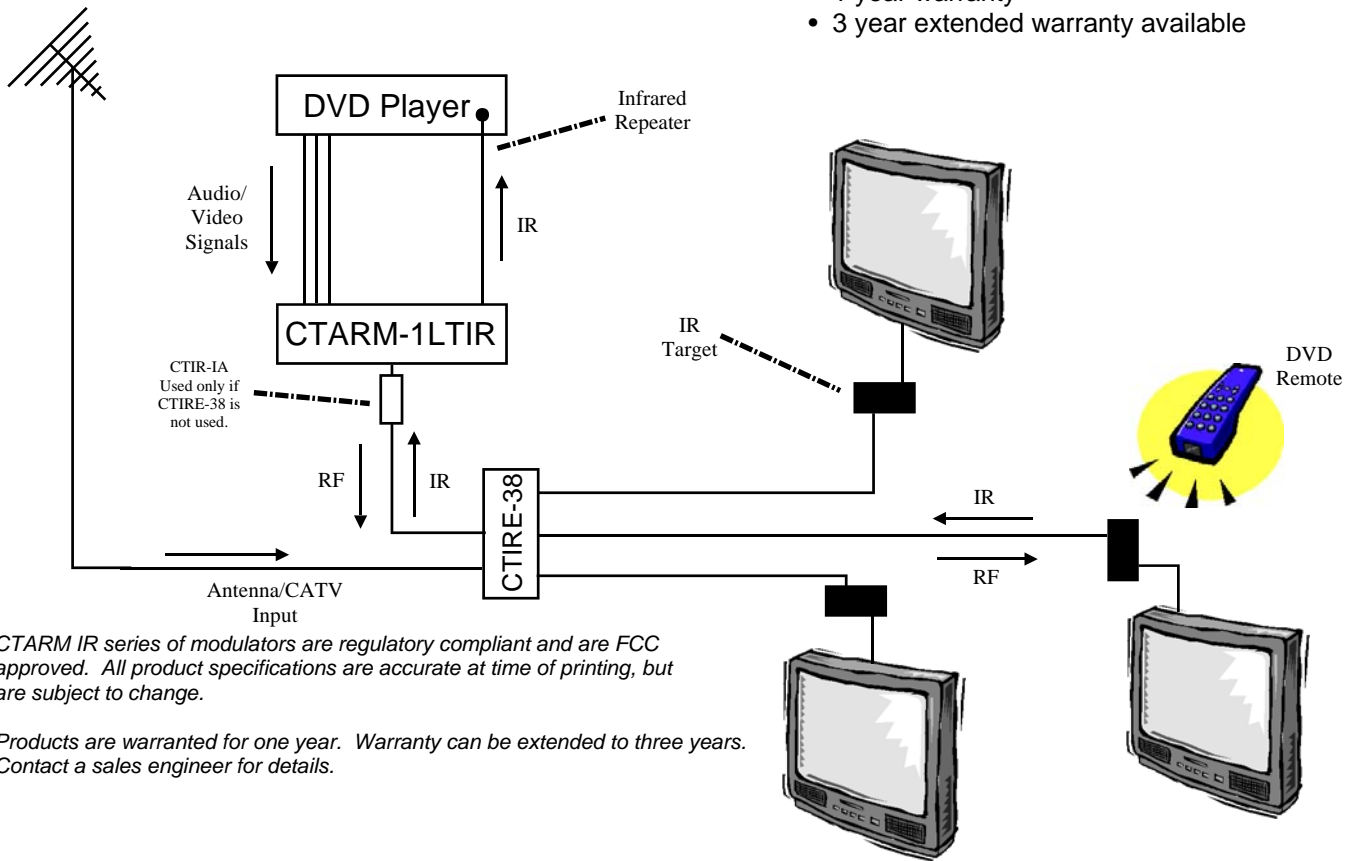 • 3 year extended warranty available
DVD Player
Infrared
Repeater
Audio/
Video
Signals
IR
CTARM-1LTIR
IR
Target
CTIR-IA
Used only if
CTIRE-38 is
not used.
DVD
Remote
RF
IR
CTIRE-38
IR
RF
Antenna/CATV
Input
CTARM IR series of modulators are regulatory compliant and are FCC
approved. All product specifications are accurate at time of printing, but
are subject to change.
Products are warranted for one year. Warranty can be extended to three years.
Contact a sales engineer for details.